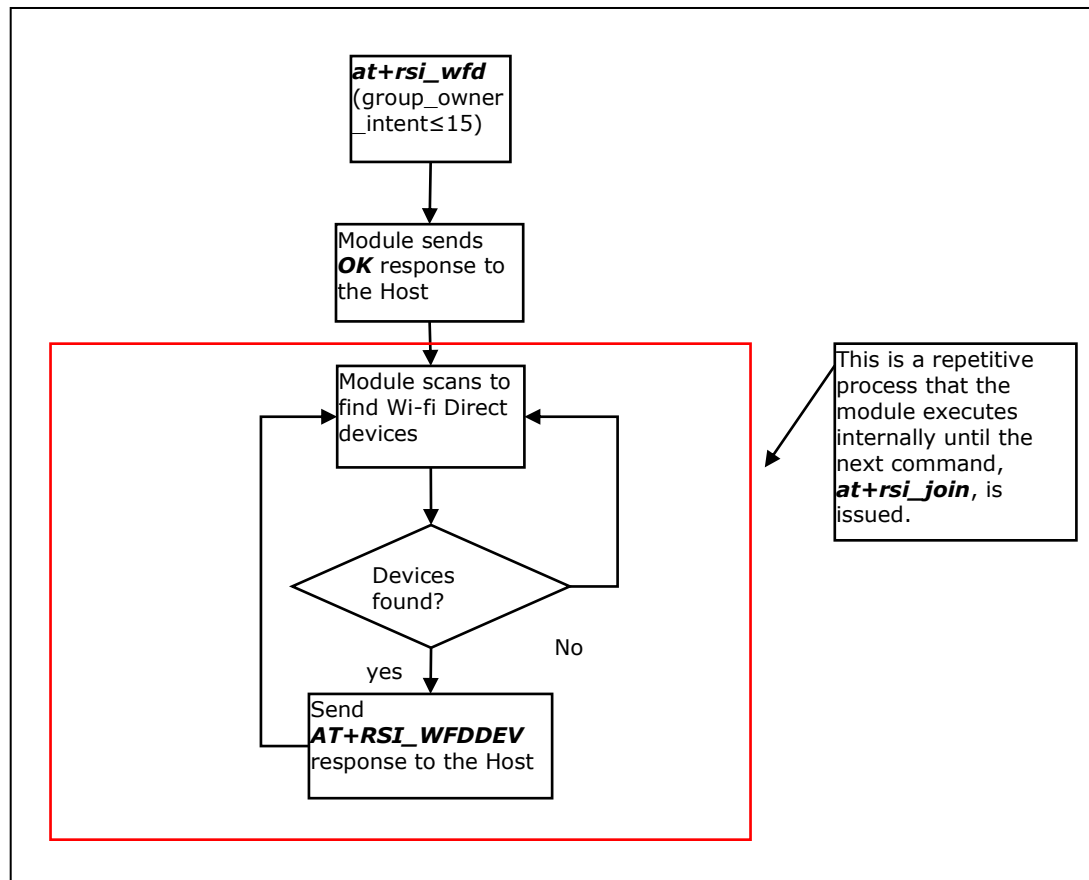 at+rsi_wfd
(group_owner
_intent≤15)
Module sends
OK response to
the Host
Module scans to
find Wi-fi Direct
devices
This is a repetitive
process that the
module executes
internally until the
next command,
at+rsi_join, is
issued.
Devices
found?
No
yes
Send
AT+RSI_WFDDEV
response to the Host